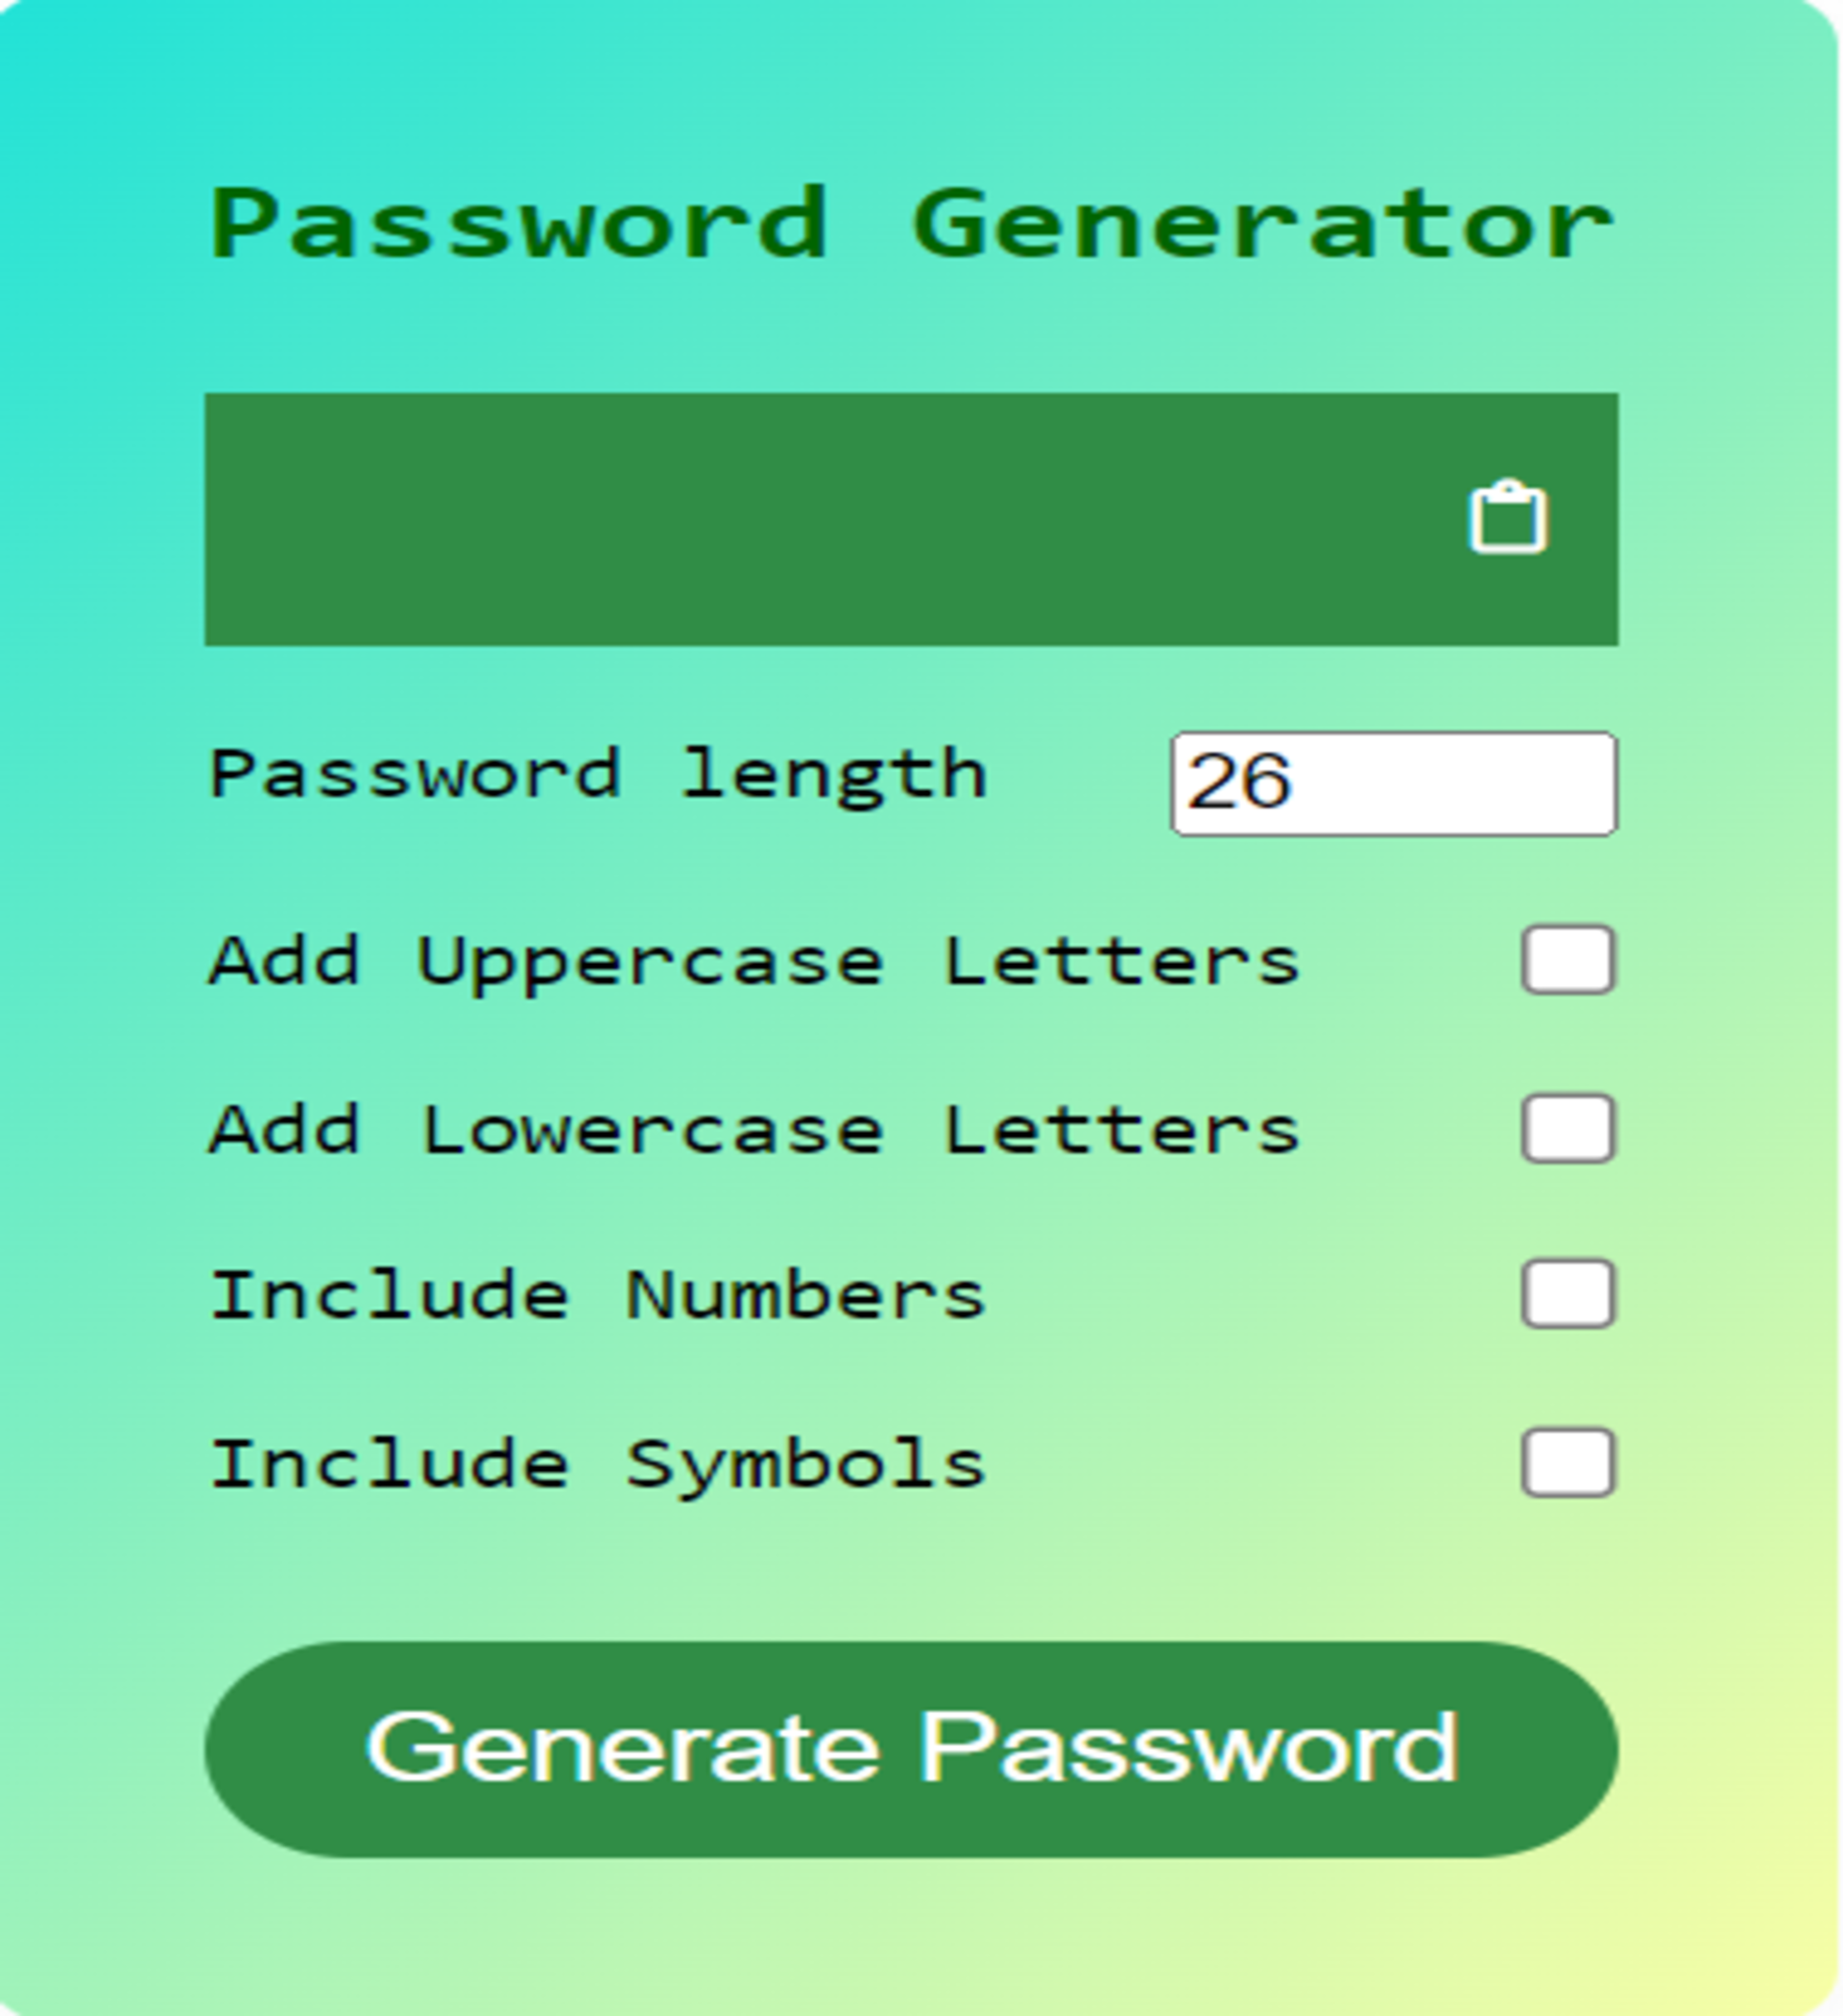 Password Generator
Password length 26
Add Uppercase Letters
Add Lowercase Letters
Include Numbers
Include Symbols
Generate Password